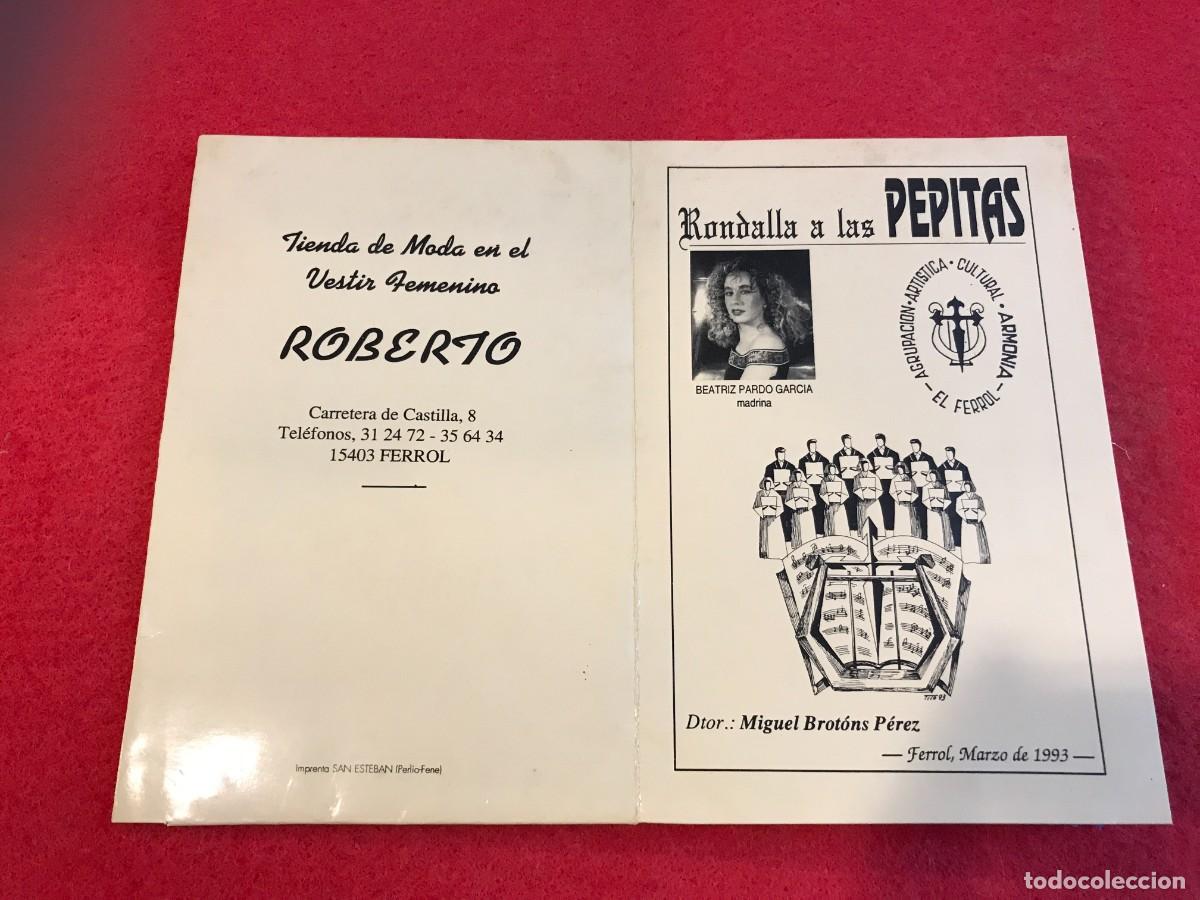 Tienda de Moda en el
Vestir Femenino
ROBERTO
Carretera de Castilla, 8
Teléfonos, 31 24 72 - 35 64 34
15403 FERROL
Imprenta SAN ESTEBAN (Perlío-Fene)
Rondalla a las PEPITAS
AGRUPACION · ARTISTICA · CULTURAL · ARMONIA
— EL FERROL —
BEATRIZ PARDO GARCIA
madrina
Dtor.: Miguel Brotóns Pérez
— Ferrol, Marzo de 1993 —
todocoleccion